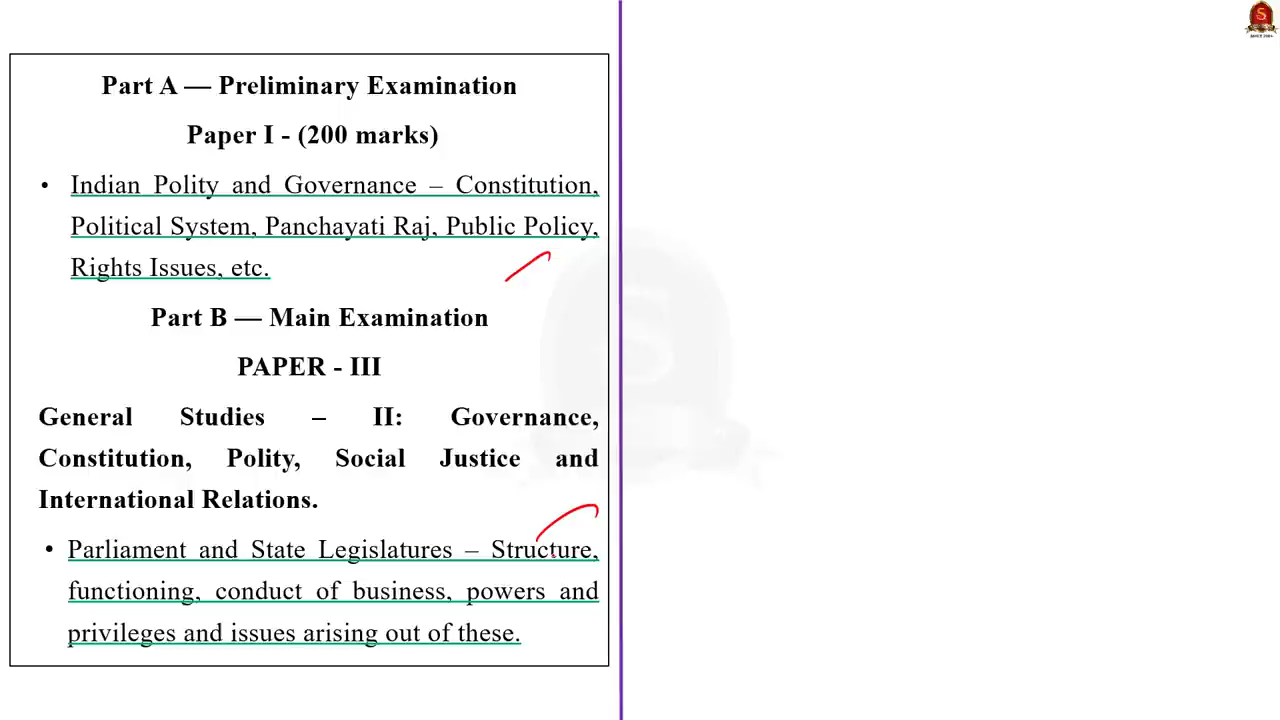 Part A — Preliminary Examination
Paper I - (200 marks)
• Indian Polity and Governance – Constitution,
Political System, Panchayati Raj, Public Policy,
Rights Issues, etc.
Part B — Main Examination
PAPER - III
General Studies – II: Governance,
Constitution, Polity, Social Justice and
International Relations.
• Parliament and State Legislatures – Structure,
functioning, conduct of business, powers and
privileges and issues arising out of these.
S